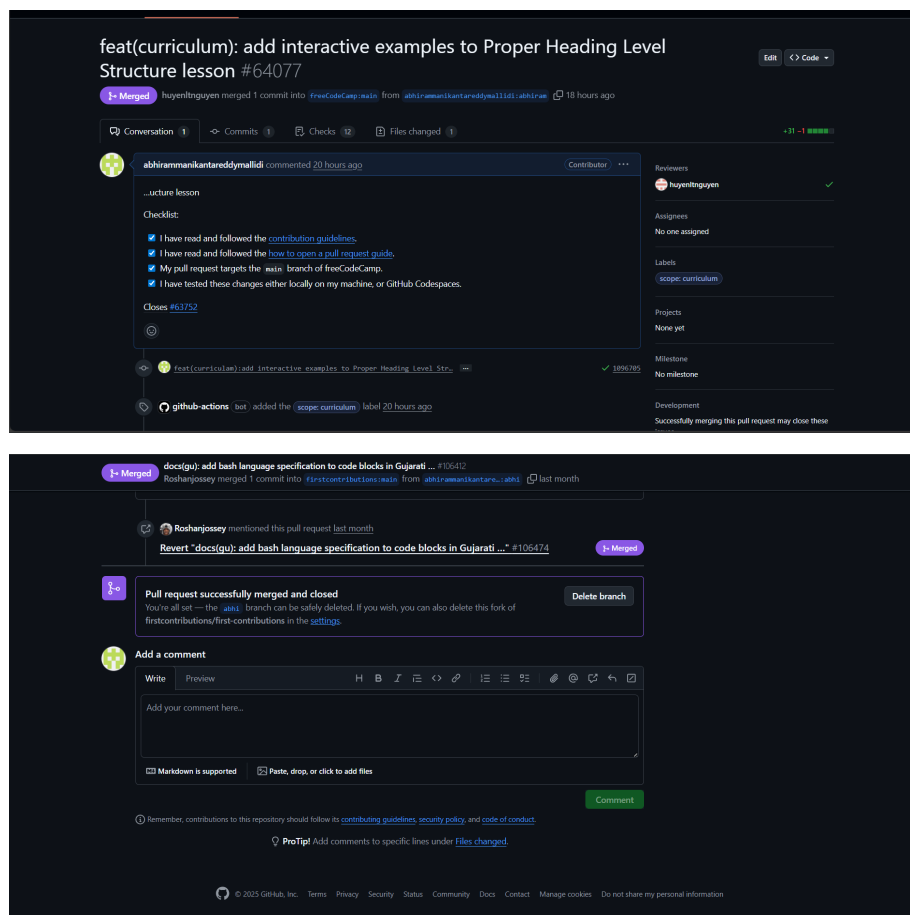 feat(curriculum): add interactive examples to Proper Heading Level
Structure lesson #64077
Edit
<> Code
Merged huyenltnguyen merged 1 commit into freeCodeCamp:main from abhirammanikantareddymallidi:abhiram 18 hours ago
Conversation 1 Commits 1 Checks 12 Files changed 1
+31 −1
abhirammanikantareddymallidi commented 20 hours ago
Contributor
...ucture lesson
Checklist:
I have read and followed the contribution guidelines.
I have read and followed the how to open a pull request guide.
My pull request targets the main branch of freeCodeCamp.
I have tested these changes either locally on my machine, or GitHub Codespaces.
Closes #63752
feat(curriculam):add interactive examples to Proper Heading Level Str… ...
1096705
github-actions bot added the scope: curriculum label 20 hours ago
Reviewers
huyenltnguyen
Assignees
No one assigned
Labels
scope: curriculum
Projects
None yet
Milestone
No milestone
Development
Successfully merging this pull request may close these
Merged
docs(gu): add bash language specification to code blocks in Gujarati ... #106412
Roshanjossey merged 1 commit into firstcontributions:main from abhirammanikantare…:abhi last month
Roshanjossey mentioned this pull request last month
Revert "docs(gu): add bash language specification to code blocks in Gujarati ..." #106474
Merged
Pull request successfully merged and closed
You're all set — the abhi branch can be safely deleted. If you wish, you can also delete this fork of
firstcontributions/first-contributions in the settings.
Delete branch
Add a comment
Write Preview
Add your comment here...
Markdown is supported
Paste, drop, or click to add files
Comment
Remember, contributions to this repository should follow its contributing guidelines, security policy, and code of conduct.
ProTip! Add comments to specific lines under Files changed.
© 2025 GitHub, Inc. Terms Privacy Security Status Community Docs Contact Manage cookies Do not share my personal information